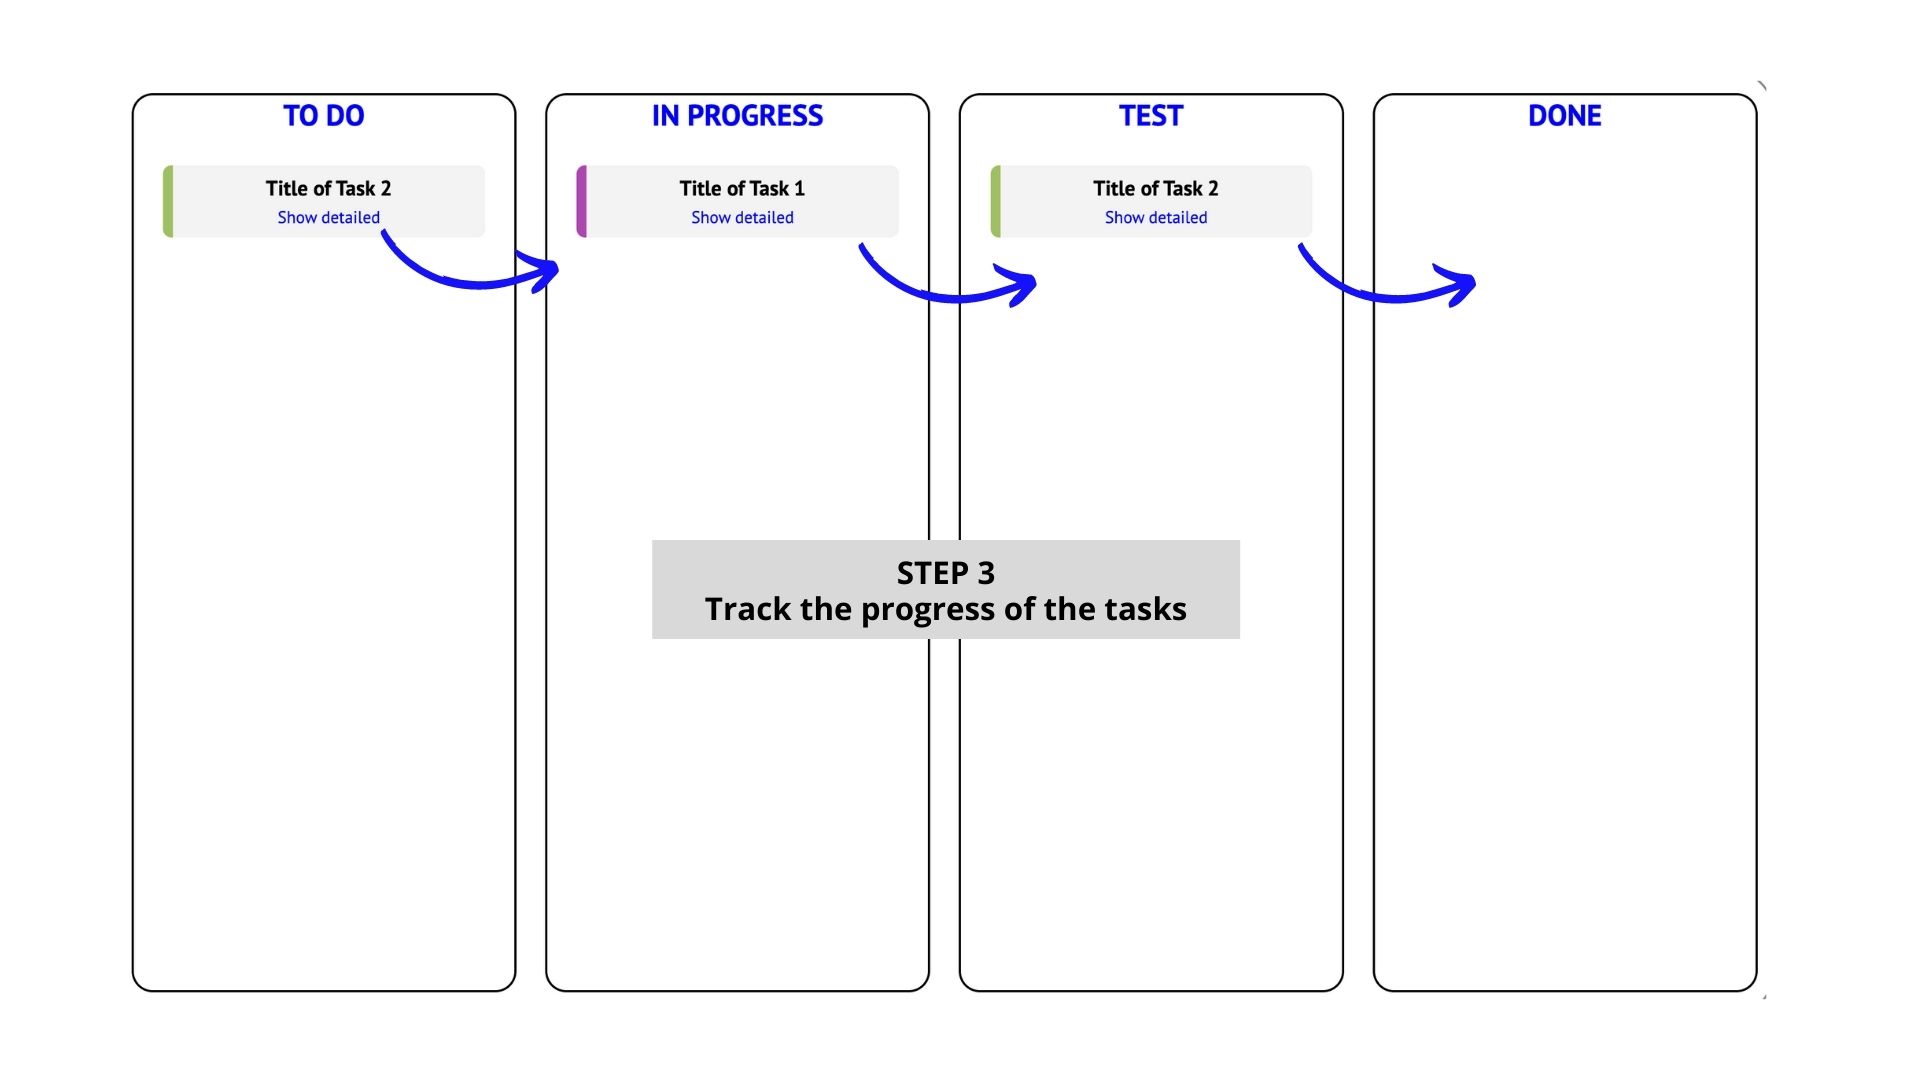 TO DO
Title of Task 2
Show detailed
IN PROGRESS
Title of Task 1
Show detailed
TEST
Title of Task 2
Show detailed
DONE
STEP 3
Track the progress of the tasks